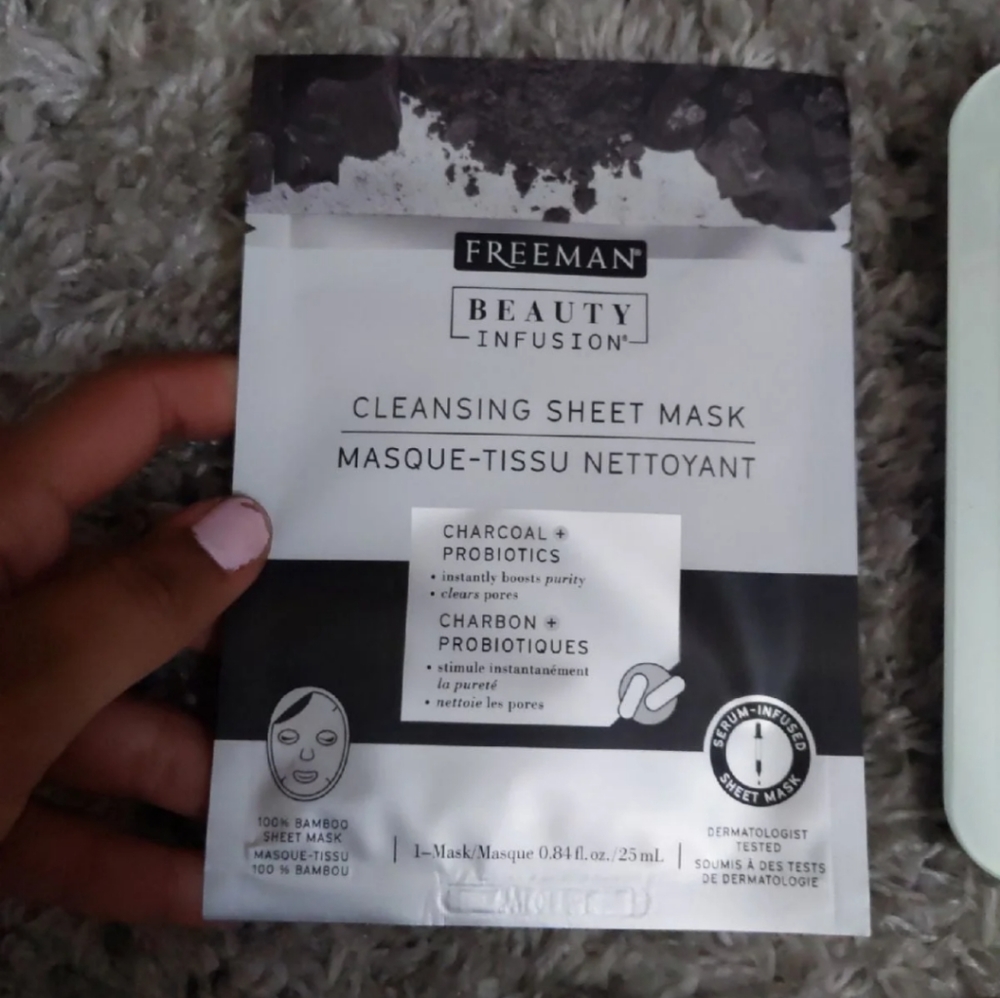 FREEMAN®
BEAUTY
INFUSION®
CLEANSING SHEET MASK
MASQUE-TISSU NETTOYANT
CHARCOAL +
PROBIOTICS
• instantly boosts purity
• clears pores
CHARBON +
PROBIOTIQUES
• stimule instantanément
la pureté
• nettoie les pores
SERUM-INFUSED
SHEET MASK
100% BAMBOO
SHEET MASK
MASQUE-TISSU
100 % BAMBOU
1–Mask/Masque 0.84 fl. oz./25 mL
DERMATOLOGIST
TESTED
SOUMIS À DES TESTS
DE DERMATOLOGIE